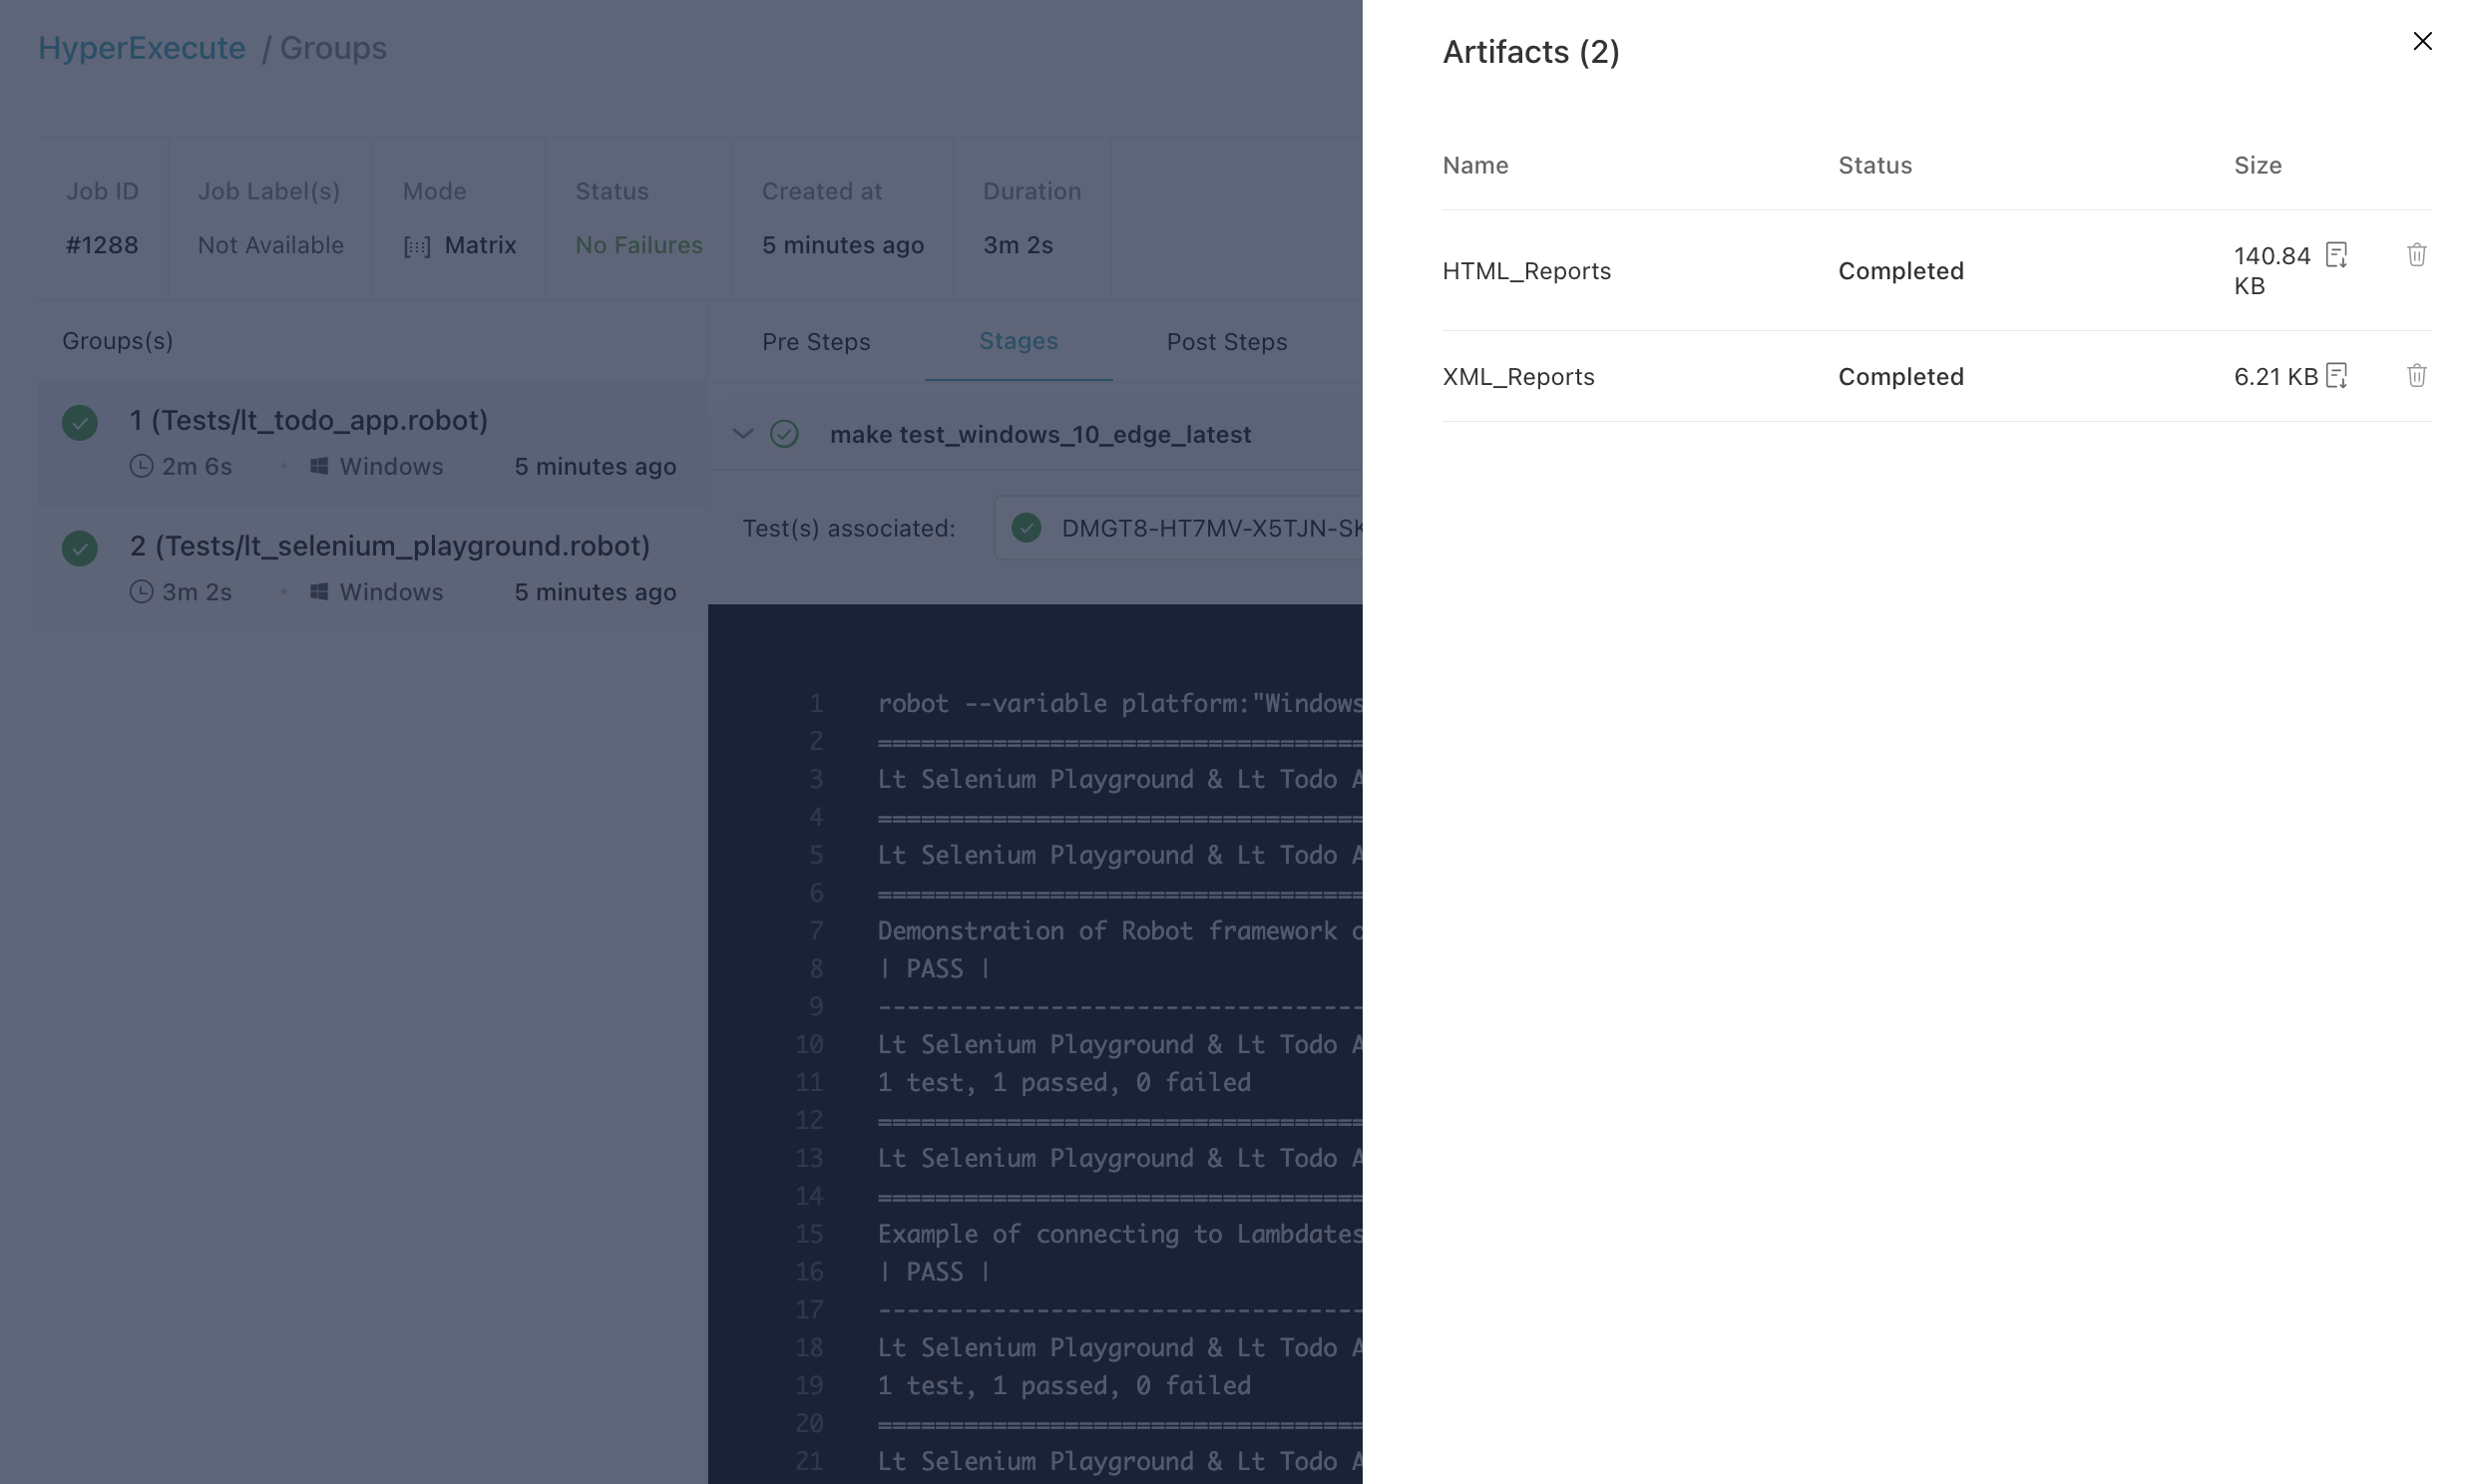 HyperExecute / Groups
Job ID
Job Label(s)
Mode
Status
Created at
Duration
#1288
Not Available
Matrix
No Failures
5 minutes ago
3m 2s
Groups(s)
1 (Tests/lt_todo_app.robot)
2m 6s
Windows
5 minutes ago
2 (Tests/lt_selenium_playground.robot)
3m 2s
Windows
5 minutes ago
Pre Steps
Stages
Post Steps
make test_windows_10_edge_latest
Test(s) associated:
DMGT8-HT7MV-X5TJN-SK
1 robot --variable platform:"Windows
2 ==================================
3 Lt Selenium Playground & Lt Todo A
4 ==================================
5 Lt Selenium Playground & Lt Todo A
6 ==================================
7 Demonstration of Robot framework
8 | PASS |
9 ----------------------------------
10 Lt Selenium Playground & Lt Todo A
11 1 test, 1 passed, 0 failed
12 ==================================
13 Lt Selenium Playground & Lt Todo A
14 ==================================
15 Example of connecting to Lambdates
16 | PASS |
17 ----------------------------------
18 Lt Selenium Playground & Lt Todo A
19 1 test, 1 passed, 0 failed
20 ==================================
21 Lt Selenium Playground & Lt Todo A
Artifacts (2)
Name
Status
Size
HTML_Reports
Completed
140.84
KB
XML_Reports
Completed
6.21 KB